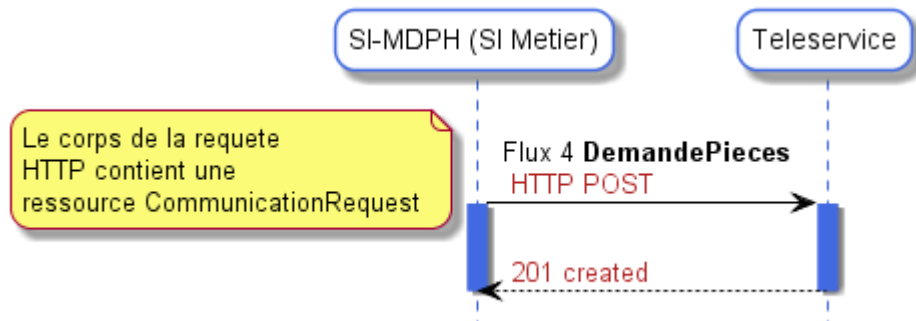 SI-MDPH (SI Metier)
Teleservice
Le corps de la requete
HTTP contient une
ressource CommunicationRequest
Flux 4 DemandePieces
HTTP POST
201 created